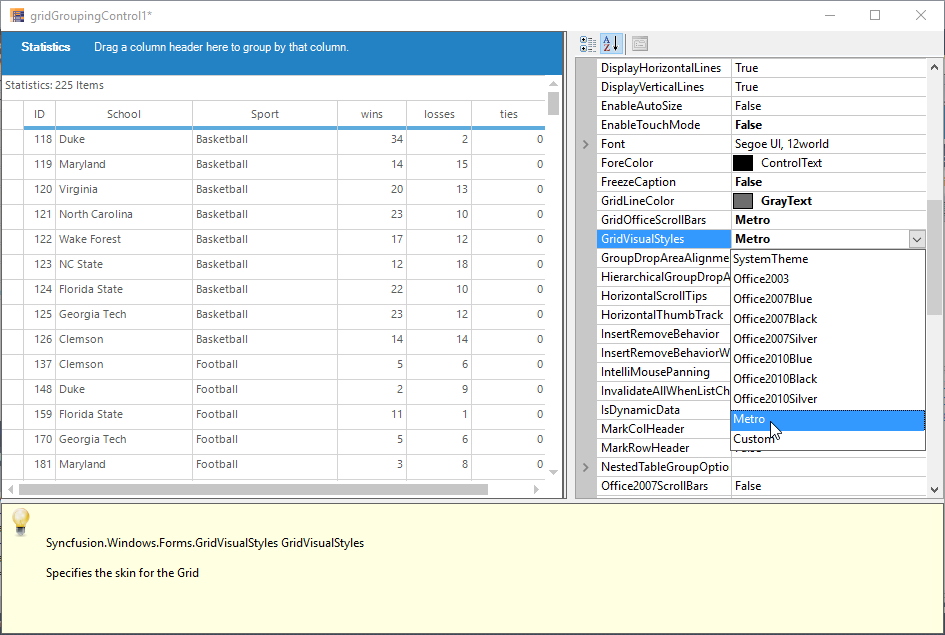 gridGroupingControl1*
Statistics Drag a column header here to group by that column.
Statistics: 225 Items
ID School Sport wins losses ties
118 Duke Basketball 34 2 0
119 Maryland Basketball 14 15 0
120 Virginia Basketball 20 13 0
121 North Carolina Basketball 23 10 0
122 Wake Forest Basketball 17 12 0
123 NC State Basketball 12 18 0
124 Florida State Basketball 22 10 0
125 Georgia Tech Basketball 23 12 0
126 Clemson Basketball 14 14 0
137 Clemson Football 5 6 0
148 Duke Football 2 9 0
159 Florida State Football 11 1 0
170 Georgia Tech Football 5 6 0
181 Maryland Football 3 8 0
DisplayHorizontalLines True
DisplayVerticalLines True
EnableAutoSize False
EnableTouchMode False
Font Segoe UI, 12world
ForeColor ControlText
FreezeCaption False
GridLineColor GrayText
GridOfficeScrollBars Metro
GridVisualStyles Metro
GroupDropAreaAlignme
HierarchicalGroupDropA
HorizontalScrollTips
HorizontalThumbTrack
InsertRemoveBehavior
InsertRemoveBehaviorW
IntelliMousePanning
InvalidateAllWhenListCh
IsDynamicData
MarkColHeader
MarkRowHeader
NestedTableGroupOptio
Office2007ScrollBars False
SystemTheme
Office2003
Office2007Blue
Office2007Black
Office2007Silver
Office2010Blue
Office2010Black
Office2010Silver
Metro
Custom
Syncfusion.Windows.Forms.GridVisualStyles GridVisualStyles
Specifies the skin for the Grid